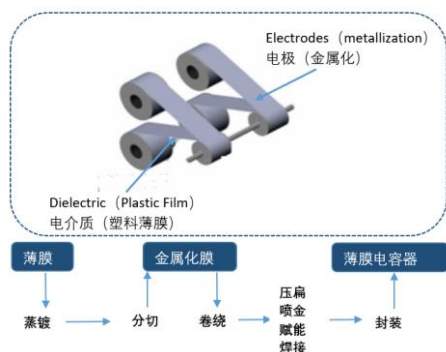 Electrodes（metallization）
电极（金属化）
Dielectric（Plastic Film）
电介质（塑料薄膜）
薄膜
金属化膜
薄膜电容器
蒸镀
分切
卷绕
压扁
喷金
赋能
焊接
封装